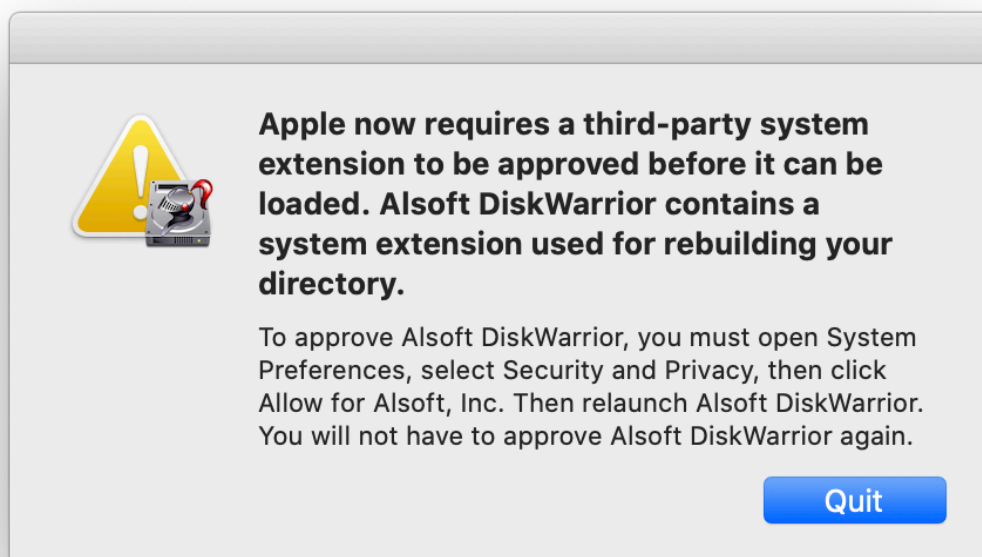 Apple now requires a third-party system
extension to be approved before it can be
loaded. Alsoft DiskWarrior contains a
system extension used for rebuilding your
directory.
To approve Alsoft DiskWarrior, you must open System
Preferences, select Security and Privacy, then click
Allow for Alsoft, Inc. Then relaunch Alsoft DiskWarrior.
You will not have to approve Alsoft DiskWarrior again.
Quit